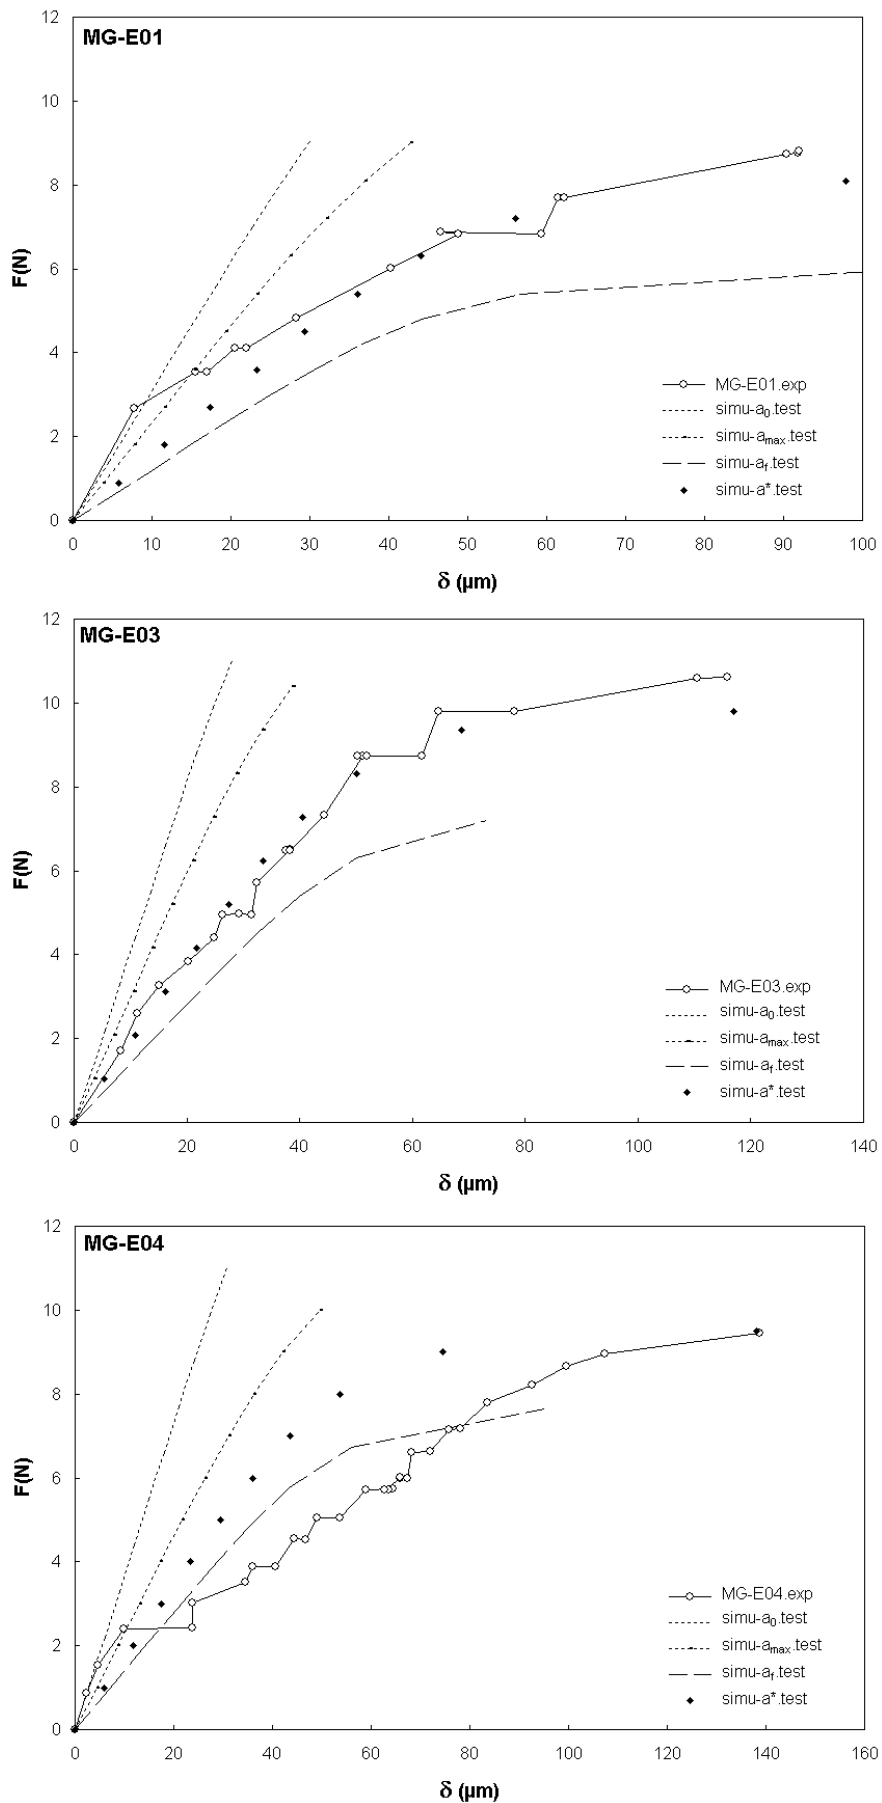 MG-E01
12
10
8
6
4
2
0
F(N)
MG-E01.exp
simu-a₀.test
simu-aₘₐₓ.test
simu-a_f.test
simu-a*.test
0 10 20 30 40 50 60 70 80 90 100
δ (µm)
MG-E03
12
10
8
6
4
2
0
F(N)
MG-E03.exp
simu-a₀.test
simu-aₘₐₓ.test
simu-a_f.test
simu-a*.test
0 20 40 60 80 100 120 140
δ (µm)
MG-E04
12
10
8
6
4
2
0
F(N)
MG-E04.exp
simu-a₀.test
simu-aₘₐₓ.test
simu-a_f.test
simu-a*.test
0 20 40 60 80 100 120 140 160
δ (µm)